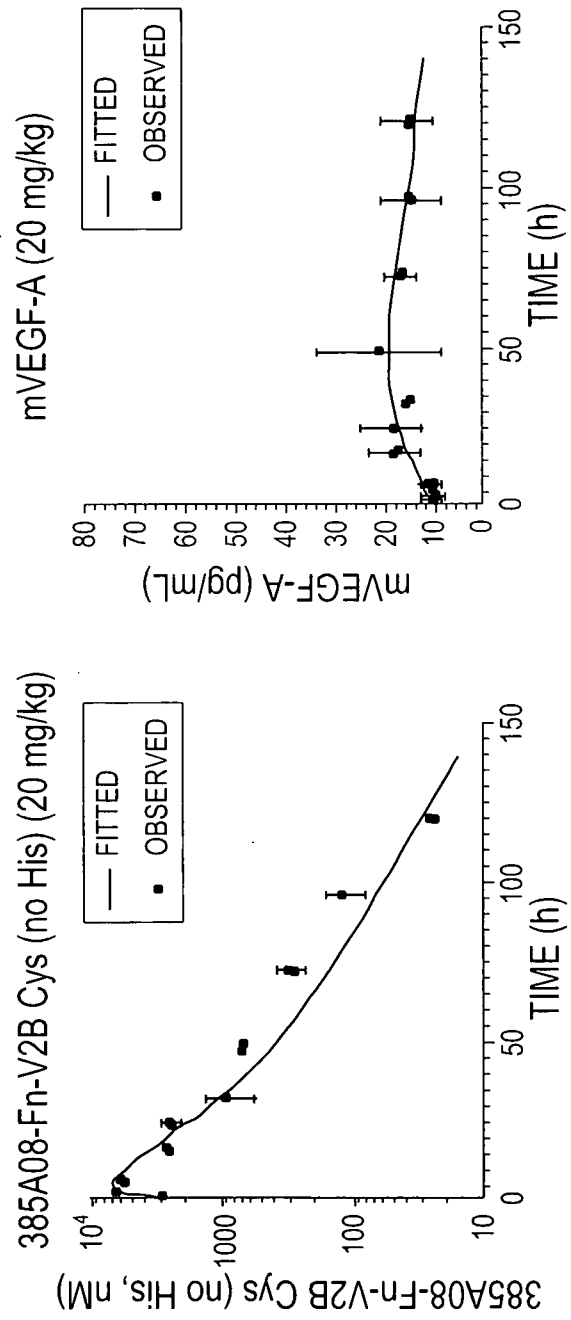 385A08-Fn-V2B Cys (no His) (20 mg/kg)
FITTED
OBSERVED
385A08-Fn-V2B Cys (no His, nM)
10⁴
1000
100
10
0
50
100
150
TIME (h)
mVEGF-A (20 mg/kg)
FITTED
OBSERVED
mVEGF-A (pg/mL)
80
70
60
50
40
30
20
10
0
0
50
100
150
TIME (h)